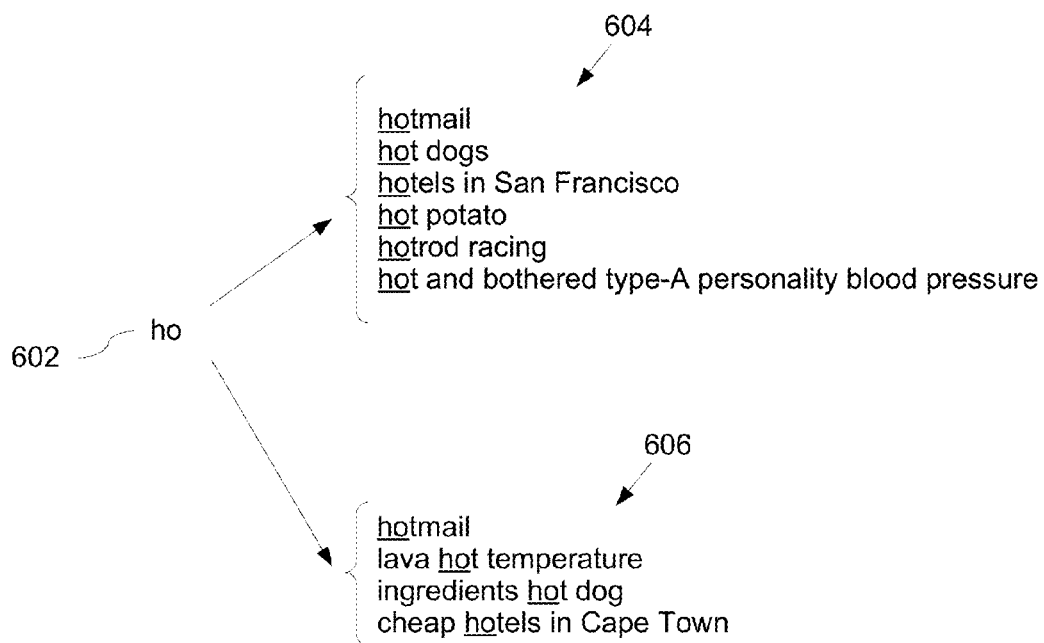 604
hotmail
hot dogs
hotels in San Francisco
hot potato
hotrod racing
hot and bothered type-A personality blood pressure
ho
602
606
hotmail
lava hot temperature
ingredients hot dog
cheap hotels in Cape Town